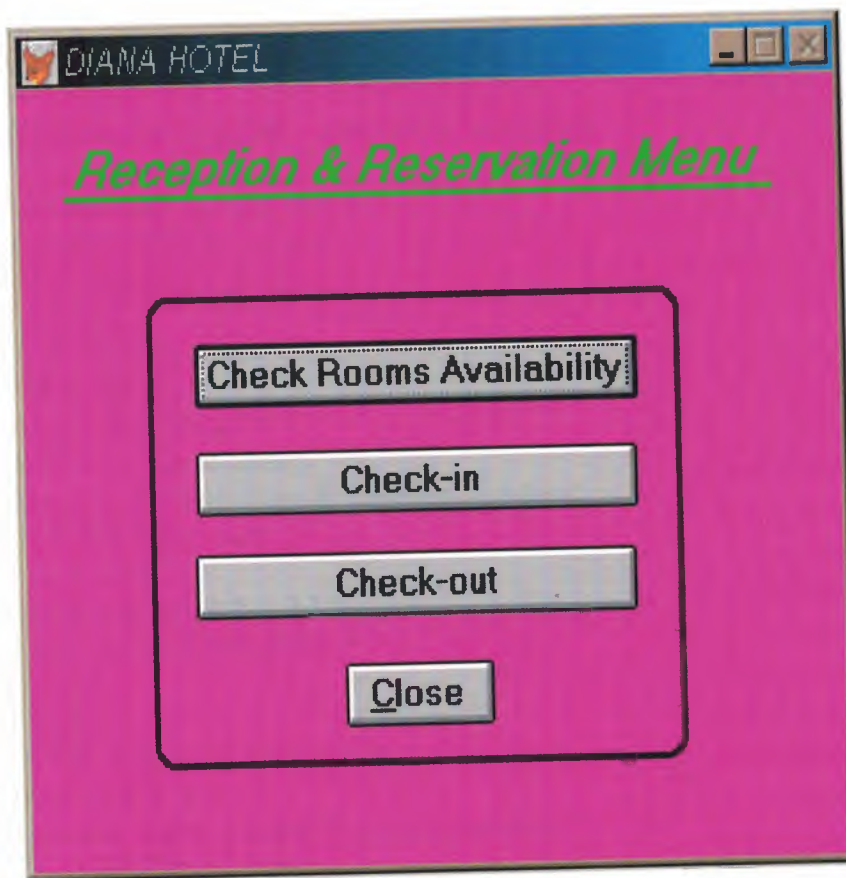 DIANA HOTEL
Reception & Reservation Menu
Check Rooms Availability
Check-in
Check-out
Close